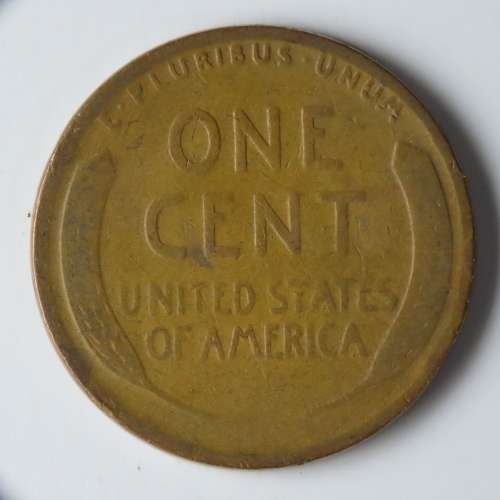 E·PLURIBUS·UNUM
ONE
CENT
UNITED STATES
OF AMERICA